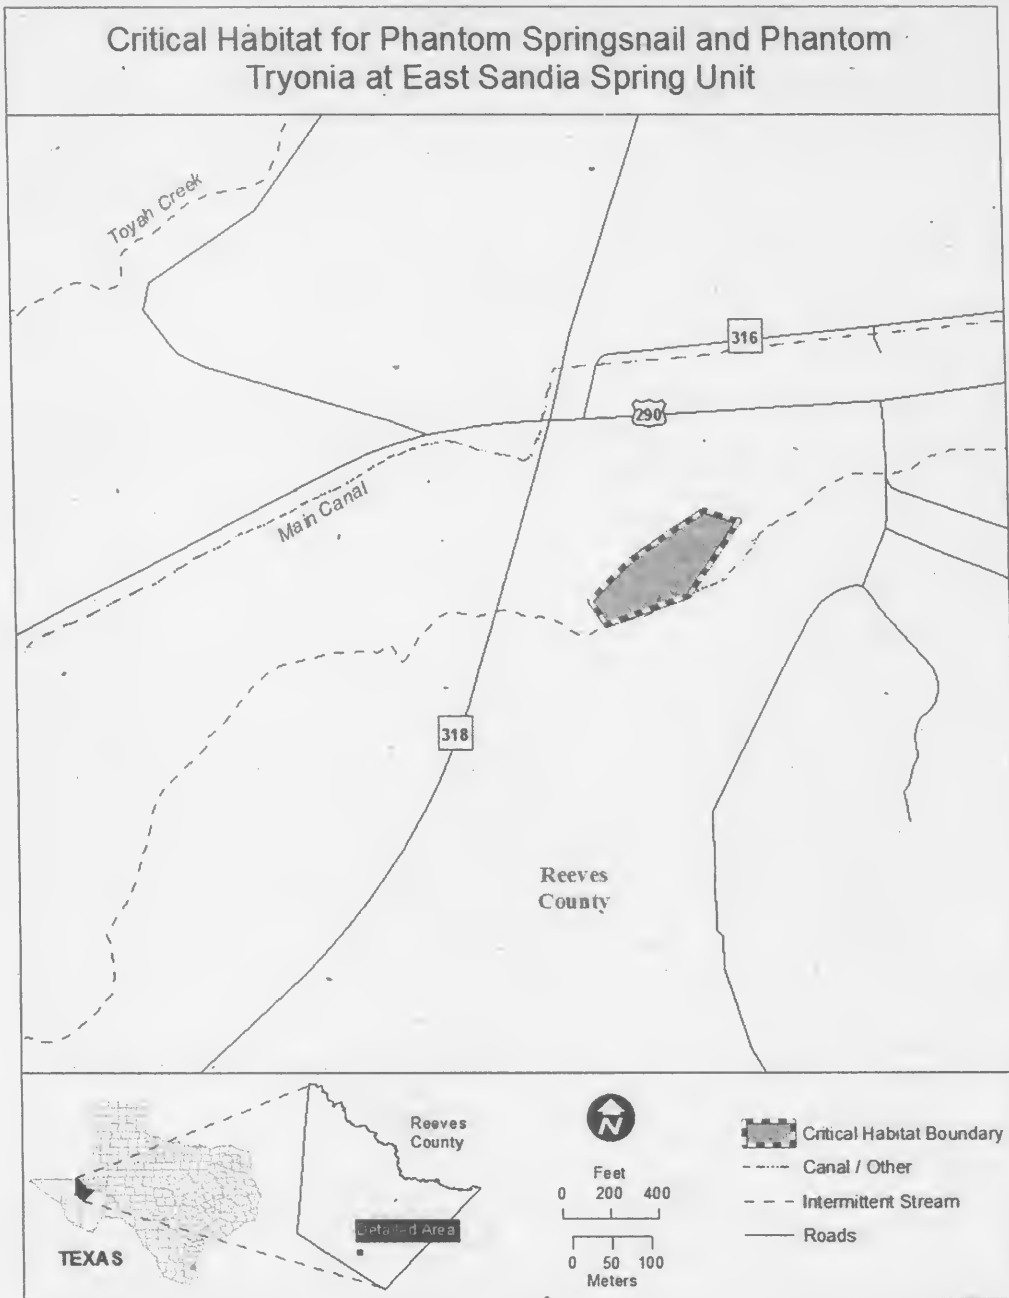 Critical Habitat for Phantom Springsnail and Phantom
Tryonia at East Sandia Spring Unit
Toyah Creek
316
290
Main Canal
318
Reeves
County
Reeves
County
Detailed Area
TEXAS
N
Feet
0 200 400
0 50 100
Meters
Critical Habitat Boundary
Canal / Other
Intermittent Stream
Roads